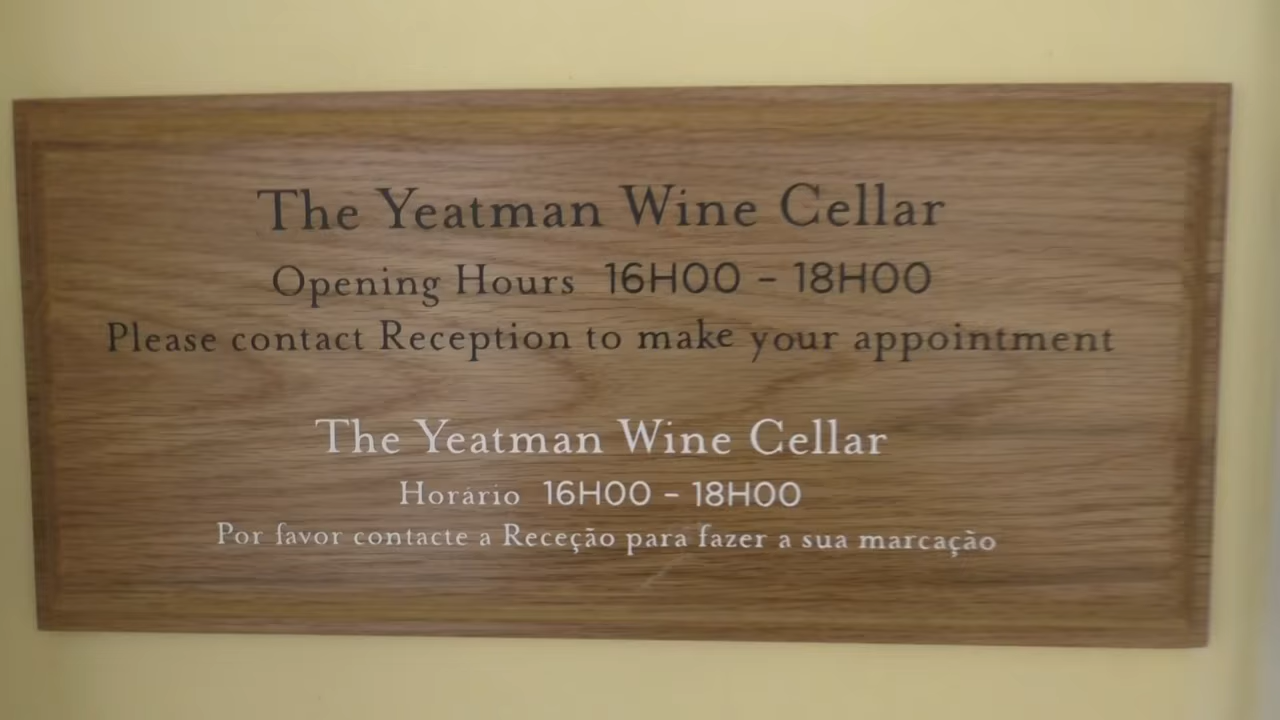 The Yeatman Wine Cellar
Opening Hours 16H00 - 18H00
Please contact Reception to make your appointment
The Yeatman Wine Cellar
Horário 16H00 - 18H00
Por favor contacte a Receção para fazer a sua marcação